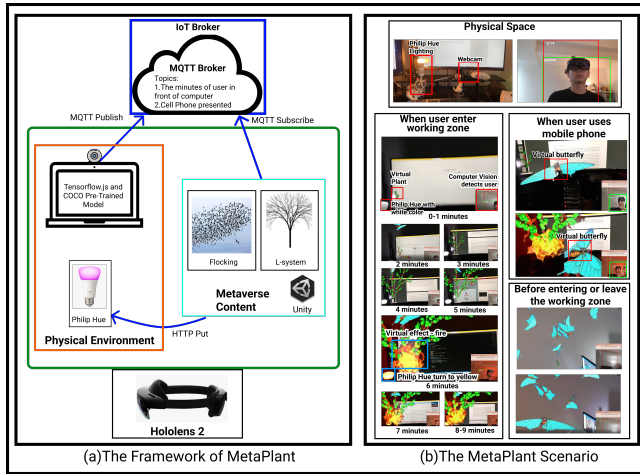 IoT Broker
MQTT Broker
Topics:
1.The minutes of user in
front of computer
2.Cell Phone presented
MQTT Publish
MQTT Subscribe
Tensorflow.js and
COCO Pre-Trained
Model
Philip Hue
Physical Environment
Flocking
L-system
Metaverse
Content
Unity
HTTP Put
Hololens 2
(a)The Framework of MetaPlant
Physical Space
Philip Hue
Lighting
Webcam
When user enter
working zone
Virtual
Plant
Computer Vision
detects user
Philip Hue with
white color
0-1 minutes
2 minutes
3 minutes
4 minutes
5 minutes
Virtual effect - fire
Philip Hue turn to yellow
6 minutes
7 minutes
8-9 minutes
When user uses
mobile phone
Virtual butterfly
Virtual butterfly
Before entering or leave
the working zone
(b)The MetaPlant Scenario